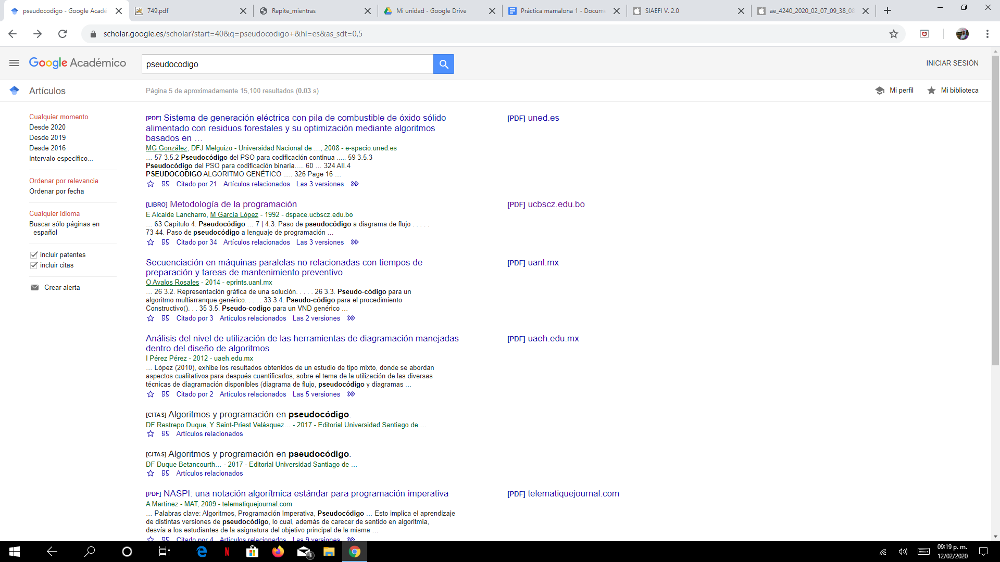 pseudocodigo - Google Acadé
749.pdf
Repite_mientras
Mi unidad - Google Drive
Práctica mamalona 1 - Docume
SIAEFI V. 2.0
ae_4240_2020_02_07_09_38_08
scholar.google.es/scholar?start=40&q=pseudocodigo+&hl=es&as_sdt=0,5
Google Académico
pseudocodigo
INICIAR SESIÓN
Artículos
Página 5 de aproximadamente 15,100 resultados (0.03 s)
Mi perfil
Mi biblioteca
Cualquier momento
Desde 2020
Desde 2019
Desde 2016
Intervalo específico...
Ordenar por relevancia
Ordenar por fecha
Cualquier idioma
Buscar sólo páginas en
español
incluir patentes
incluir citas
Crear alerta
[PDF] Sistema de generación eléctrica con pila de combustible de óxido sólido
alimentado con residuos forestales y su optimización mediante algoritmos
basados en …
MG González, DFJ Melguizo - Universidad Nacional de …, 2008 - e-spacio.uned.es
… 57 3.5.2 Pseudocódigo del PSO para codificación continua ..... 59 3.5.3
Pseudocódigo del PSO para codificación binaria..... 60 … 324 AII.4
PSEUDOCODIGO ALGORITMO GENÉTICO ..... 326 Page 16 …
Citado por 21 Artículos relacionados Las 3 versiones
[PDF] uned.es
[LIBRO] Metodología de la programación
E Alcalde Lancharro, M García López - 1992 - dspace.ucbscz.edu.bo
… 63 Capítulo 4. Pseudocódigo … 7 | 4.3. Paso de pseudocódigo a diagrama de flujo . . . . .
73 44. Paso de pseudocódigo a lenguaje de programación …
Citado por 34 Artículos relacionados Las 3 versiones
[PDF] ucbscz.edu.bo
Secuenciación en máquinas paralelas no relacionadas con tiempos de
preparación y tareas de mantenimiento preventivo
O Avalos Rosales - 2014 - eprints.uanl.mx
… 26 3.2. Representación gráfica de una solución. . . . . 26 3.3. Pseudo-código para un
algoritmo multiarranque genérico. . . . . 33 3.4. Pseudo-código para el procedimiento
Constructivo(). . . 35 3.5. Pseudo-codigo para un VND genérico …
Citado por 3 Artículos relacionados Las 2 versiones
[PDF] uanl.mx
Análisis del nivel de utilización de las herramientas de diagramación manejadas
dentro del diseño de algoritmos
I Pérez Pérez - 2012 - uaeh.edu.mx
… López (2010), exhibe los resultados obtenidos de un estudio de tipo mixto, donde se abordan
aspectos cualitativos para después cuantificarlos, sobre el tema de la utilización de las diversas
técnicas de diagramación disponibles (diagrama de flujo, pseudocódigo y diagramas …
Citado por 2 Artículos relacionados Las 5 versiones
[PDF] uaeh.edu.mx
[CITAS] Algoritmos y programación en pseudocódigo.
DF Restrepo Duque, Y Saint-Priest Velásquez… - 2017 - Editorial Universidad Santiago de …
Artículos relacionados
[CITAS] Algoritmos y programación en pseudocódigo.
DF Duque Betancourth… - 2017 - Editorial Universidad Santiago de …
Artículos relacionados
[PDF] NASPI: una notación algorítmica estándar para programación imperativa
A Martínez - MAT, 2009 - telematiquejournal.com
… Palabras clave: Algoritmos, Programación Imperativa, Pseudocódigo … Esto implica el aprendizaje
de distintas versiones de pseudocódigo, lo cual, además de carecer de sentido en algoritmia,
desvía a los estudiantes de la asignatura del objetivo principal de la misma …
Citado por 4 Artículos relacionados Las 9 versiones
[PDF] telematiquejournal.com
3
09:19 p. m.
12/02/2020